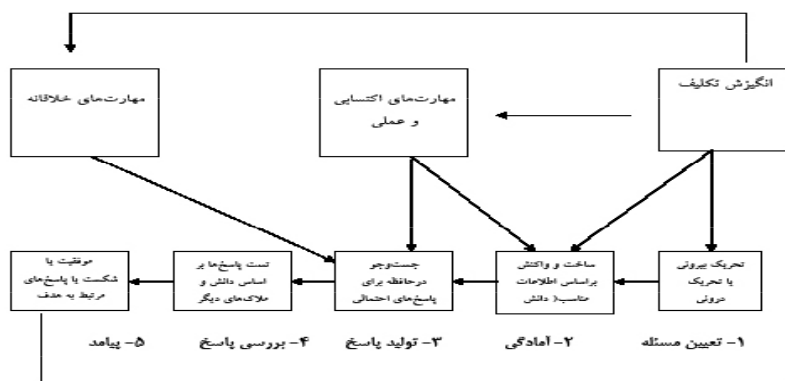 انگیزش تکلیف
مهارت‌های اکتسابی
و عملی
مهارت‌های خلاقانه
تحریک بیرونی
یا تحریک
درونی
ساخت و واکنش
براساس اطلاعات
مناسب( دانش
جست‌وجو
درحافظه برای
پاسخ‌های احتمالی
تست پاسخ‌ها بر
اساس دانش و
ملاک‌های دیگر
موفقیت یا
شکست یا پاسخ‌های
مرتبط به هدف
۱- تعیین مسئله
۲- آمادگی
۳- تولید پاسخ
۴- بررسی پاسخ
۵- پیامد